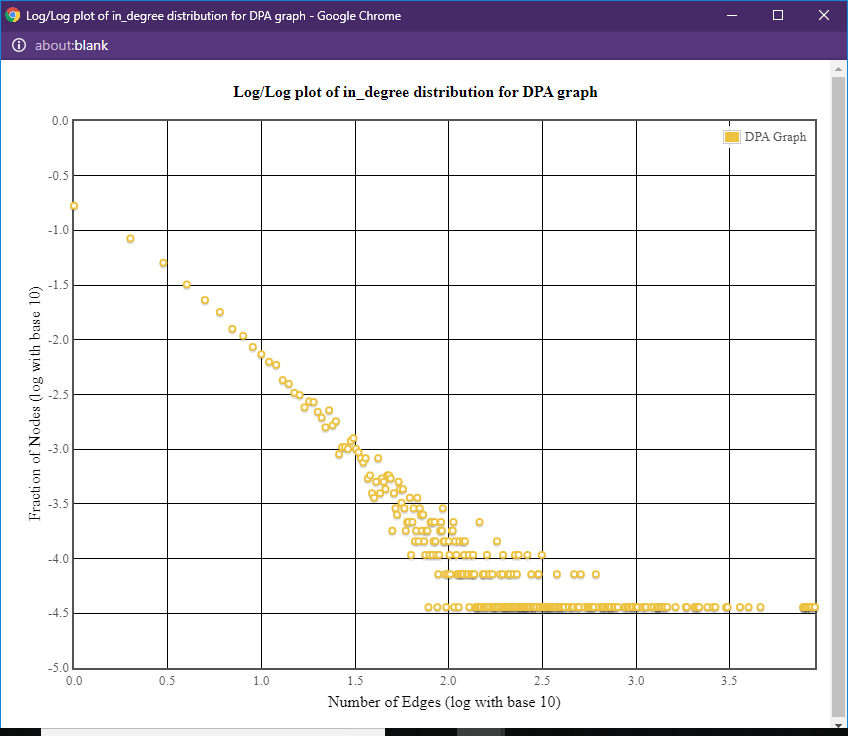 Log/Log plot of in_degree distribution for DPA graph - Google Chrome
about:blank
Log/Log plot of in_degree distribution for DPA graph
DPA Graph
0.0
-0.5
-1.0
-1.5
-2.0
-2.5
-3.0
-3.5
-4.0
-4.5
-5.0
Fraction of Nodes (log with base 10)
0.0 0.5 1.0 1.5 2.0 2.5 3.0 3.5
Number of Edges (log with base 10)